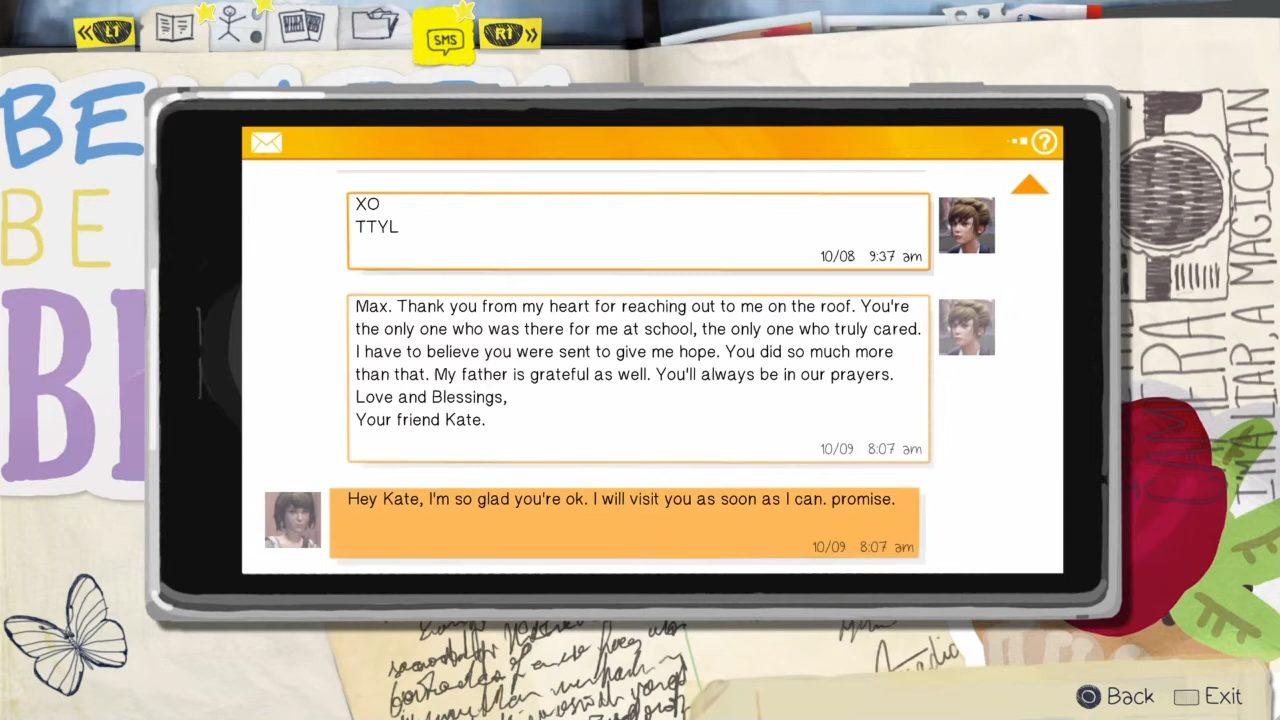 L1
SMS
R1
BE
BE
XO
TTYL
10/08 9:37 am
Max. Thank you from my heart for reaching out to me on the roof. You're
the only one who was there for me at school, the only one who truly cared.
I have to believe you were sent to give me hope. You did so much more
than that. My father is grateful as well. You'll always be in our prayers.
Love and Blessings,
Your friend Kate.
10/09 8:07 am
Hey Kate, I'm so glad you're ok. I will visit you as soon as I can. promise.
10/09 8:07 am
LIAR, A MAGICIAN
Back
Exit